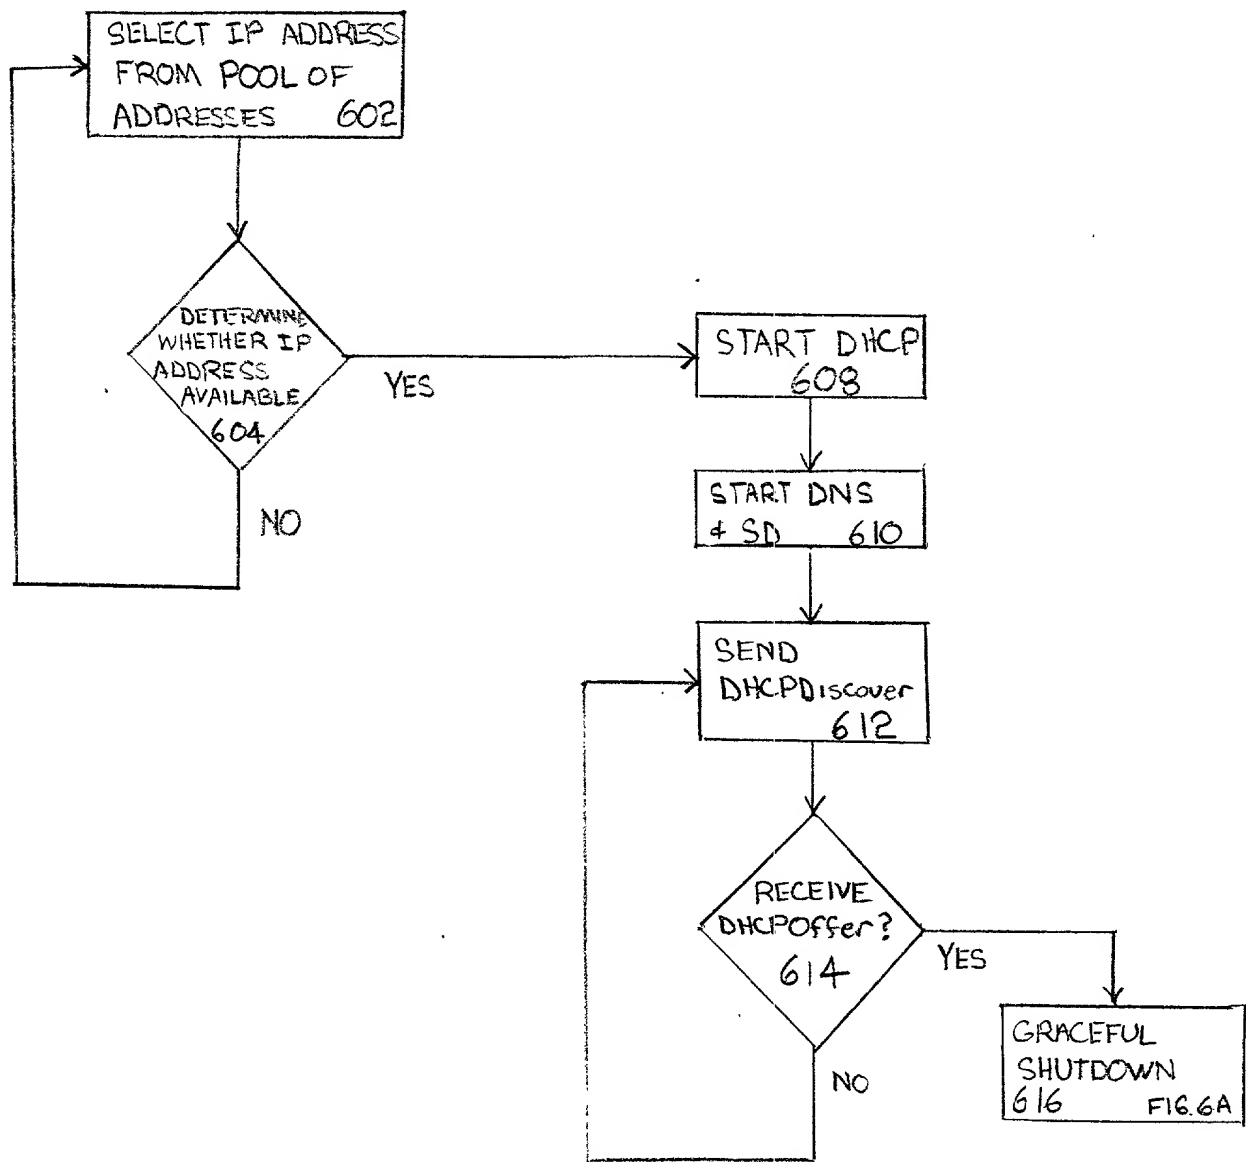 SELECT IP ADDRESS
FROM POOL OF
ADDRESSES 602
DETERMINE
WHETHER IP
ADDRESS
AVAILABLE
604
YES
NO
START DHCP
608
START DNS
& SD 610
SEND
DHCPDiscover
612
RECEIVE
DHCPOffer?
614
YES
NO
GRACEFUL
SHUTDOWN
616 FIG.6A